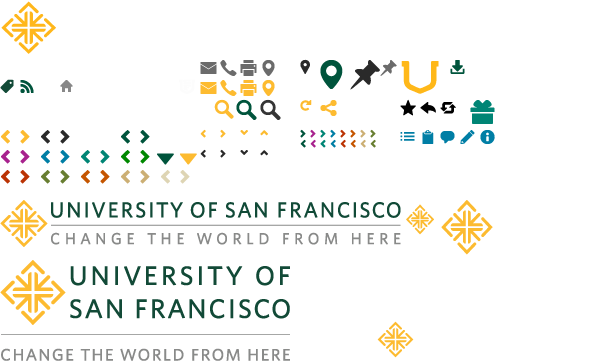 UNIVERSITY OF SAN FRANCISCO
CHANGE THE WORLD FROM HERE
UNIVERSITY OF
SAN FRANCISCO
CHANGE THE WORLD FROM HERE